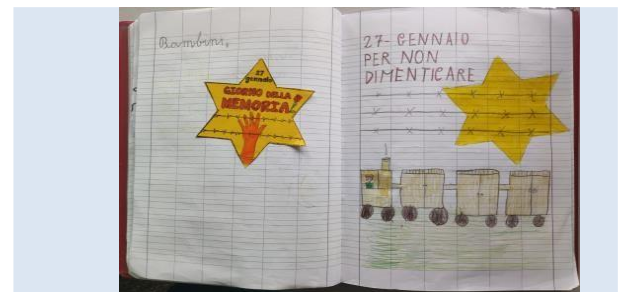 Bambini,
27
gennaio
GIORNO DELLA
MEMORIA!
27- GENNAIO
PER NON
DIMENTICARE